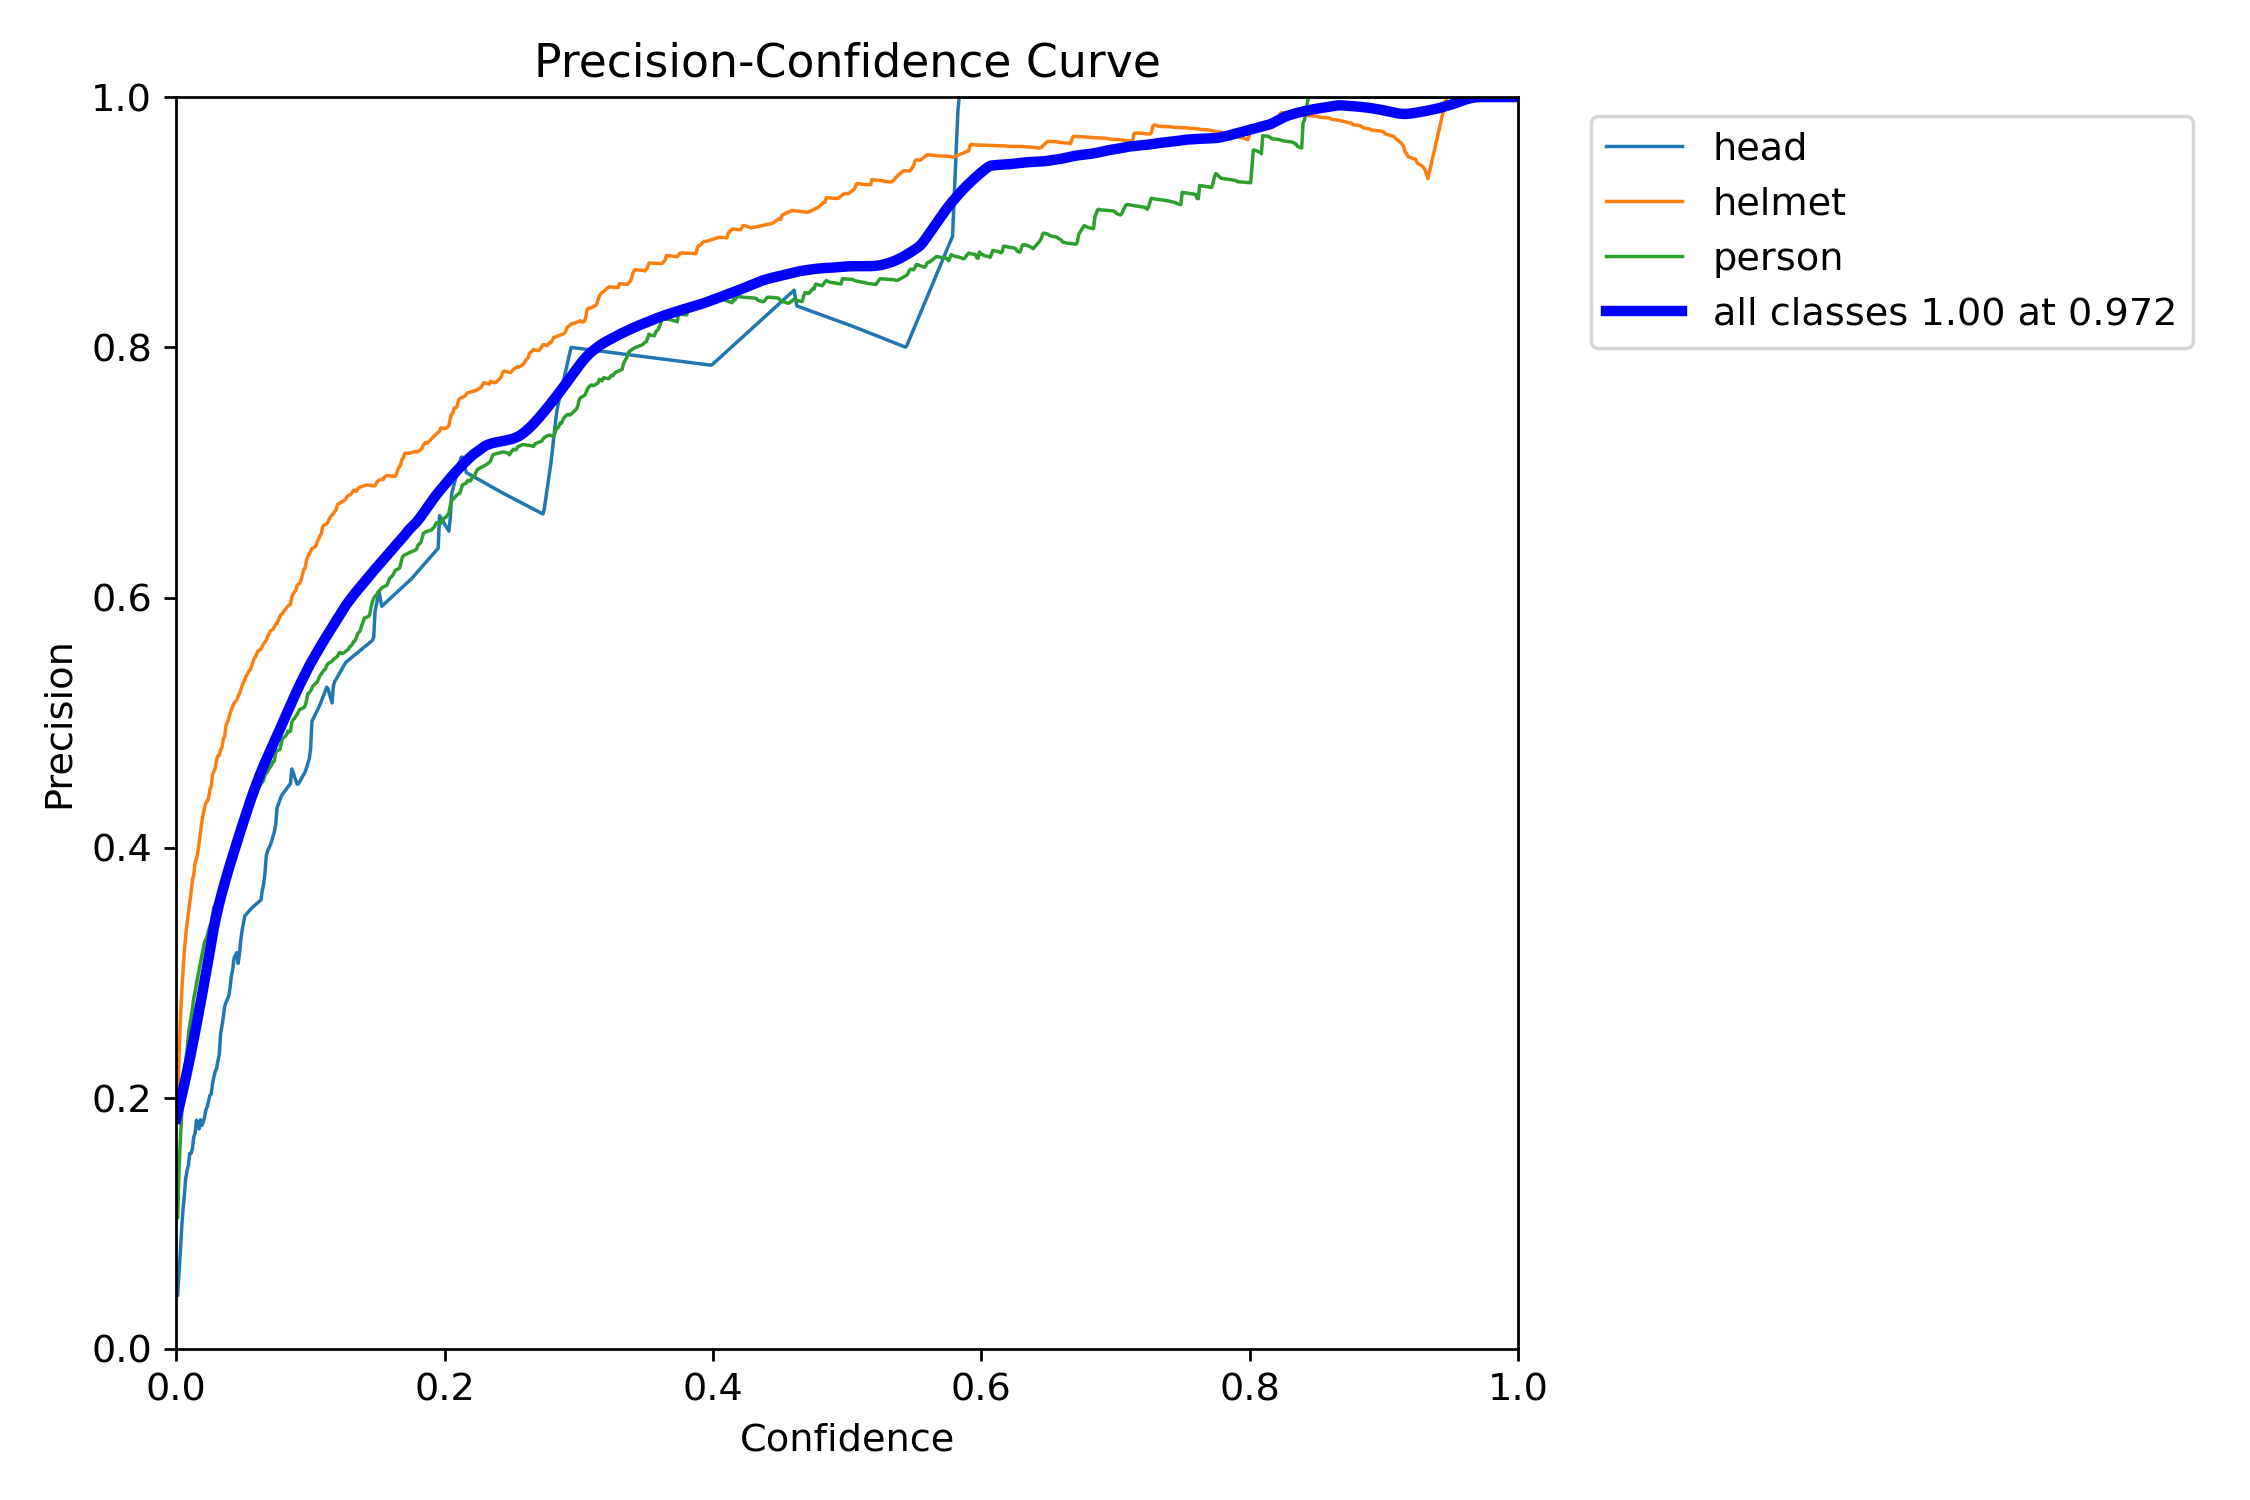 Precision-Confidence Curve
1.0
0.8
0.6
0.4
0.2
0.0
Precision
0.0 0.2 0.4 0.6 0.8 1.0
Confidence
head
helmet
person
all classes 1.00 at 0.972